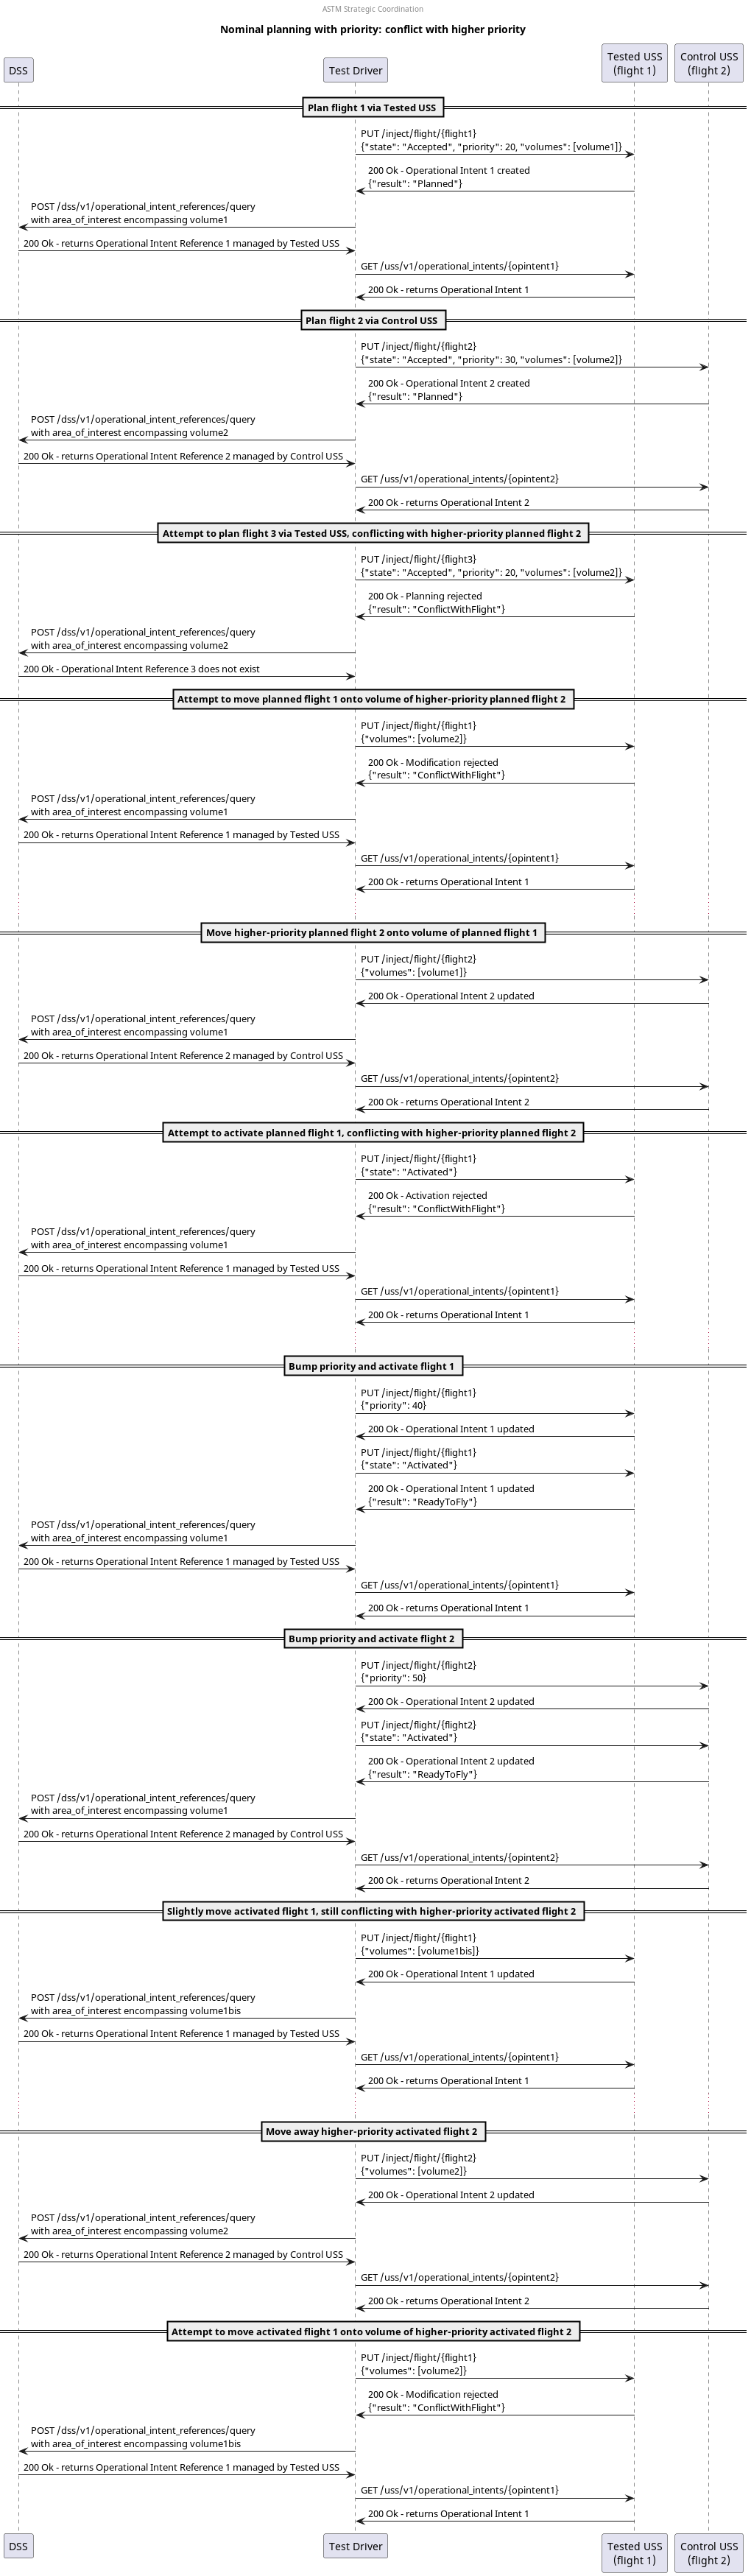 ASTM Strategic Coordination
Nominal planning with priority: conflict with higher priority
DSS
Test Driver
Tested USS
(flight 1)
Control USS
(flight 2)
Plan flight 1 via Tested USS
PUT /inject/flight/{flight1}
{"state": "Accepted", "priority": 20, "volumes": [volume1]}
200 Ok - Operational Intent 1 created
{"result": "Planned"}
POST /dss/v1/operational_intent_references/query
with area_of_interest encompassing volume1
200 Ok - returns Operational Intent Reference 1 managed by Tested USS
GET /uss/v1/operational_intents/{opintent1}
200 Ok - returns Operational Intent 1
Plan flight 2 via Control USS
PUT /inject/flight/{flight2}
{"state": "Accepted", "priority": 30, "volumes": [volume2]}
200 Ok - Operational Intent 2 created
{"result": "Planned"}
POST /dss/v1/operational_intent_references/query
with area_of_interest encompassing volume2
200 Ok - returns Operational Intent Reference 2 managed by Control USS
GET /uss/v1/operational_intents/{opintent2}
200 Ok - returns Operational Intent 2
Attempt to plan flight 3 via Tested USS, conflicting with higher-priority planned flight 2
PUT /inject/flight/{flight3}
{"state": "Accepted", "priority": 20, "volumes": [volume2]}
200 Ok - Planning rejected
{"result": "ConflictWithFlight"}
POST /dss/v1/operational_intent_references/query
with area_of_interest encompassing volume2
200 Ok - Operational Intent Reference 3 does not exist
Attempt to move planned flight 1 onto volume of higher-priority planned flight 2
PUT /inject/flight/{flight1}
{"volumes": [volume2]}
200 Ok - Modification rejected
{"result": "ConflictWithFlight"}
POST /dss/v1/operational_intent_references/query
with area_of_interest encompassing volume1
200 Ok - returns Operational Intent Reference 1 managed by Tested USS
GET /uss/v1/operational_intents/{opintent1}
200 Ok - returns Operational Intent 1
Move higher-priority planned flight 2 onto volume of planned flight 1
PUT /inject/flight/{flight2}
{"volumes": [volume1]}
200 Ok - Operational Intent 2 updated
POST /dss/v1/operational_intent_references/query
with area_of_interest encompassing volume1
200 Ok - returns Operational Intent Reference 2 managed by Control USS
GET /uss/v1/operational_intents/{opintent2}
200 Ok - returns Operational Intent 2
Attempt to activate planned flight 1, conflicting with higher-priority planned flight 2
PUT /inject/flight/{flight1}
{"state": "Activated"}
200 Ok - Activation rejected
{"result": "ConflictWithFlight"}
POST /dss/v1/operational_intent_references/query
with area_of_interest encompassing volume1
200 Ok - returns Operational Intent Reference 1 managed by Tested USS
GET /uss/v1/operational_intents/{opintent1}
200 Ok - returns Operational Intent 1
Bump priority and activate flight 1
PUT /inject/flight/{flight1}
{"priority": 40}
200 Ok - Operational Intent 1 updated
PUT /inject/flight/{flight1}
{"state": "Activated"}
200 Ok - Operational Intent 1 updated
{"result": "ReadyToFly"}
POST /dss/v1/operational_intent_references/query
with area_of_interest encompassing volume1
200 Ok - returns Operational Intent Reference 1 managed by Tested USS
GET /uss/v1/operational_intents/{opintent1}
200 Ok - returns Operational Intent 1
Bump priority and activate flight 2
PUT /inject/flight/{flight2}
{"priority": 50}
200 Ok - Operational Intent 2 updated
PUT /inject/flight/{flight2}
{"state": "Activated"}
200 Ok - Operational Intent 2 updated
{"result": "ReadyToFly"}
POST /dss/v1/operational_intent_references/query
with area_of_interest encompassing volume1
200 Ok - returns Operational Intent Reference 2 managed by Control USS
GET /uss/v1/operational_intents/{opintent2}
200 Ok - returns Operational Intent 2
Slightly move activated flight 1, still conflicting with higher-priority activated flight 2
PUT /inject/flight/{flight1}
{"volumes": [volume1bis]}
200 Ok - Operational Intent 1 updated
POST /dss/v1/operational_intent_references/query
with area_of_interest encompassing volume1bis
200 Ok - returns Operational Intent Reference 1 managed by Tested USS
GET /uss/v1/operational_intents/{opintent1}
200 Ok - returns Operational Intent 1
Move away higher-priority activated flight 2
PUT /inject/flight/{flight2}
{"volumes": [volume2]}
200 Ok - Operational Intent 2 updated
POST /dss/v1/operational_intent_references/query
with area_of_interest encompassing volume2
200 Ok - returns Operational Intent Reference 2 managed by Control USS
GET /uss/v1/operational_intents/{opintent2}
200 Ok - returns Operational Intent 2
Attempt to move activated flight 1 onto volume of higher-priority activated flight 2
PUT /inject/flight/{flight1}
{"volumes": [volume2]}
200 Ok - Modification rejected
{"result": "ConflictWithFlight"}
POST /dss/v1/operational_intent_references/query
with area_of_interest encompassing volume1bis
200 Ok - returns Operational Intent Reference 1 managed by Tested USS
GET /uss/v1/operational_intents/{opintent1}
200 Ok - returns Operational Intent 1
DSS
Test Driver
Tested USS
(flight 1)
Control USS
(flight 2)